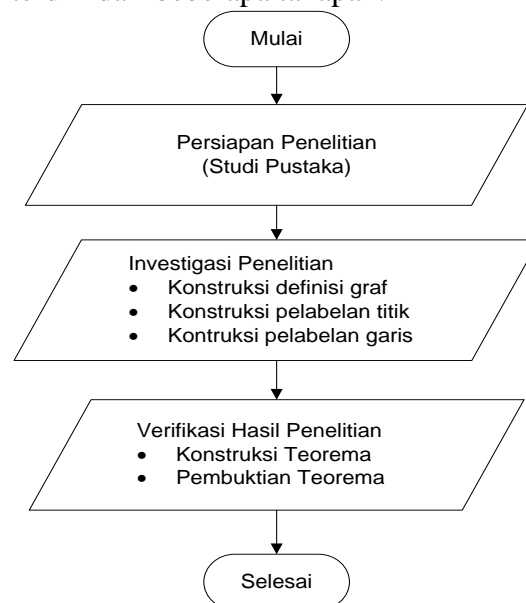 Mulai
Persiapan Penelitian
(Studi Pustaka)
Investigasi Penelitian
• Konstruksi definisi graf
• Konstruksi pelabelan titik
• Kontruksi pelabelan garis
Verifikasi Hasil Penelitian
• Konstruksi Teorema
• Pembuktian Teorema
Selesai